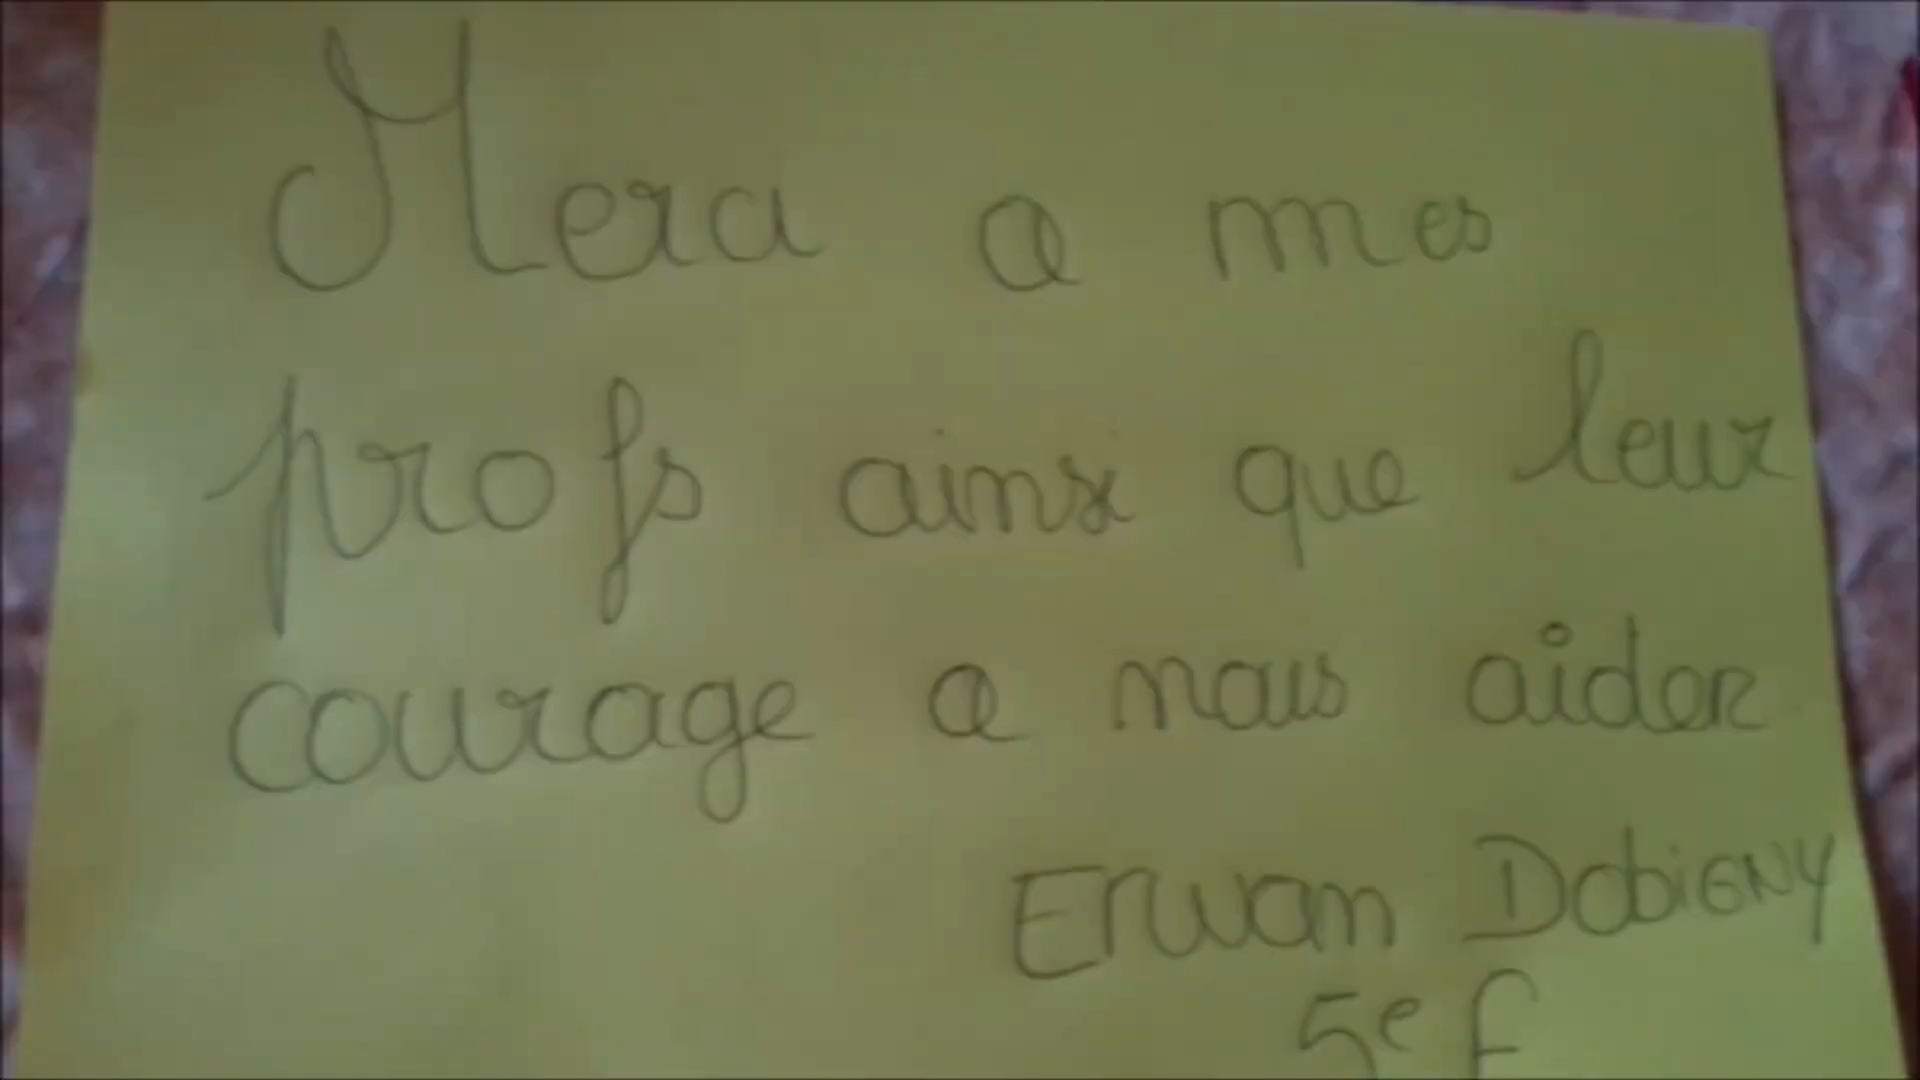 Merci a mes
profs ainsi que leur
courage a nous aider
Erwan DobiGNY
5e F